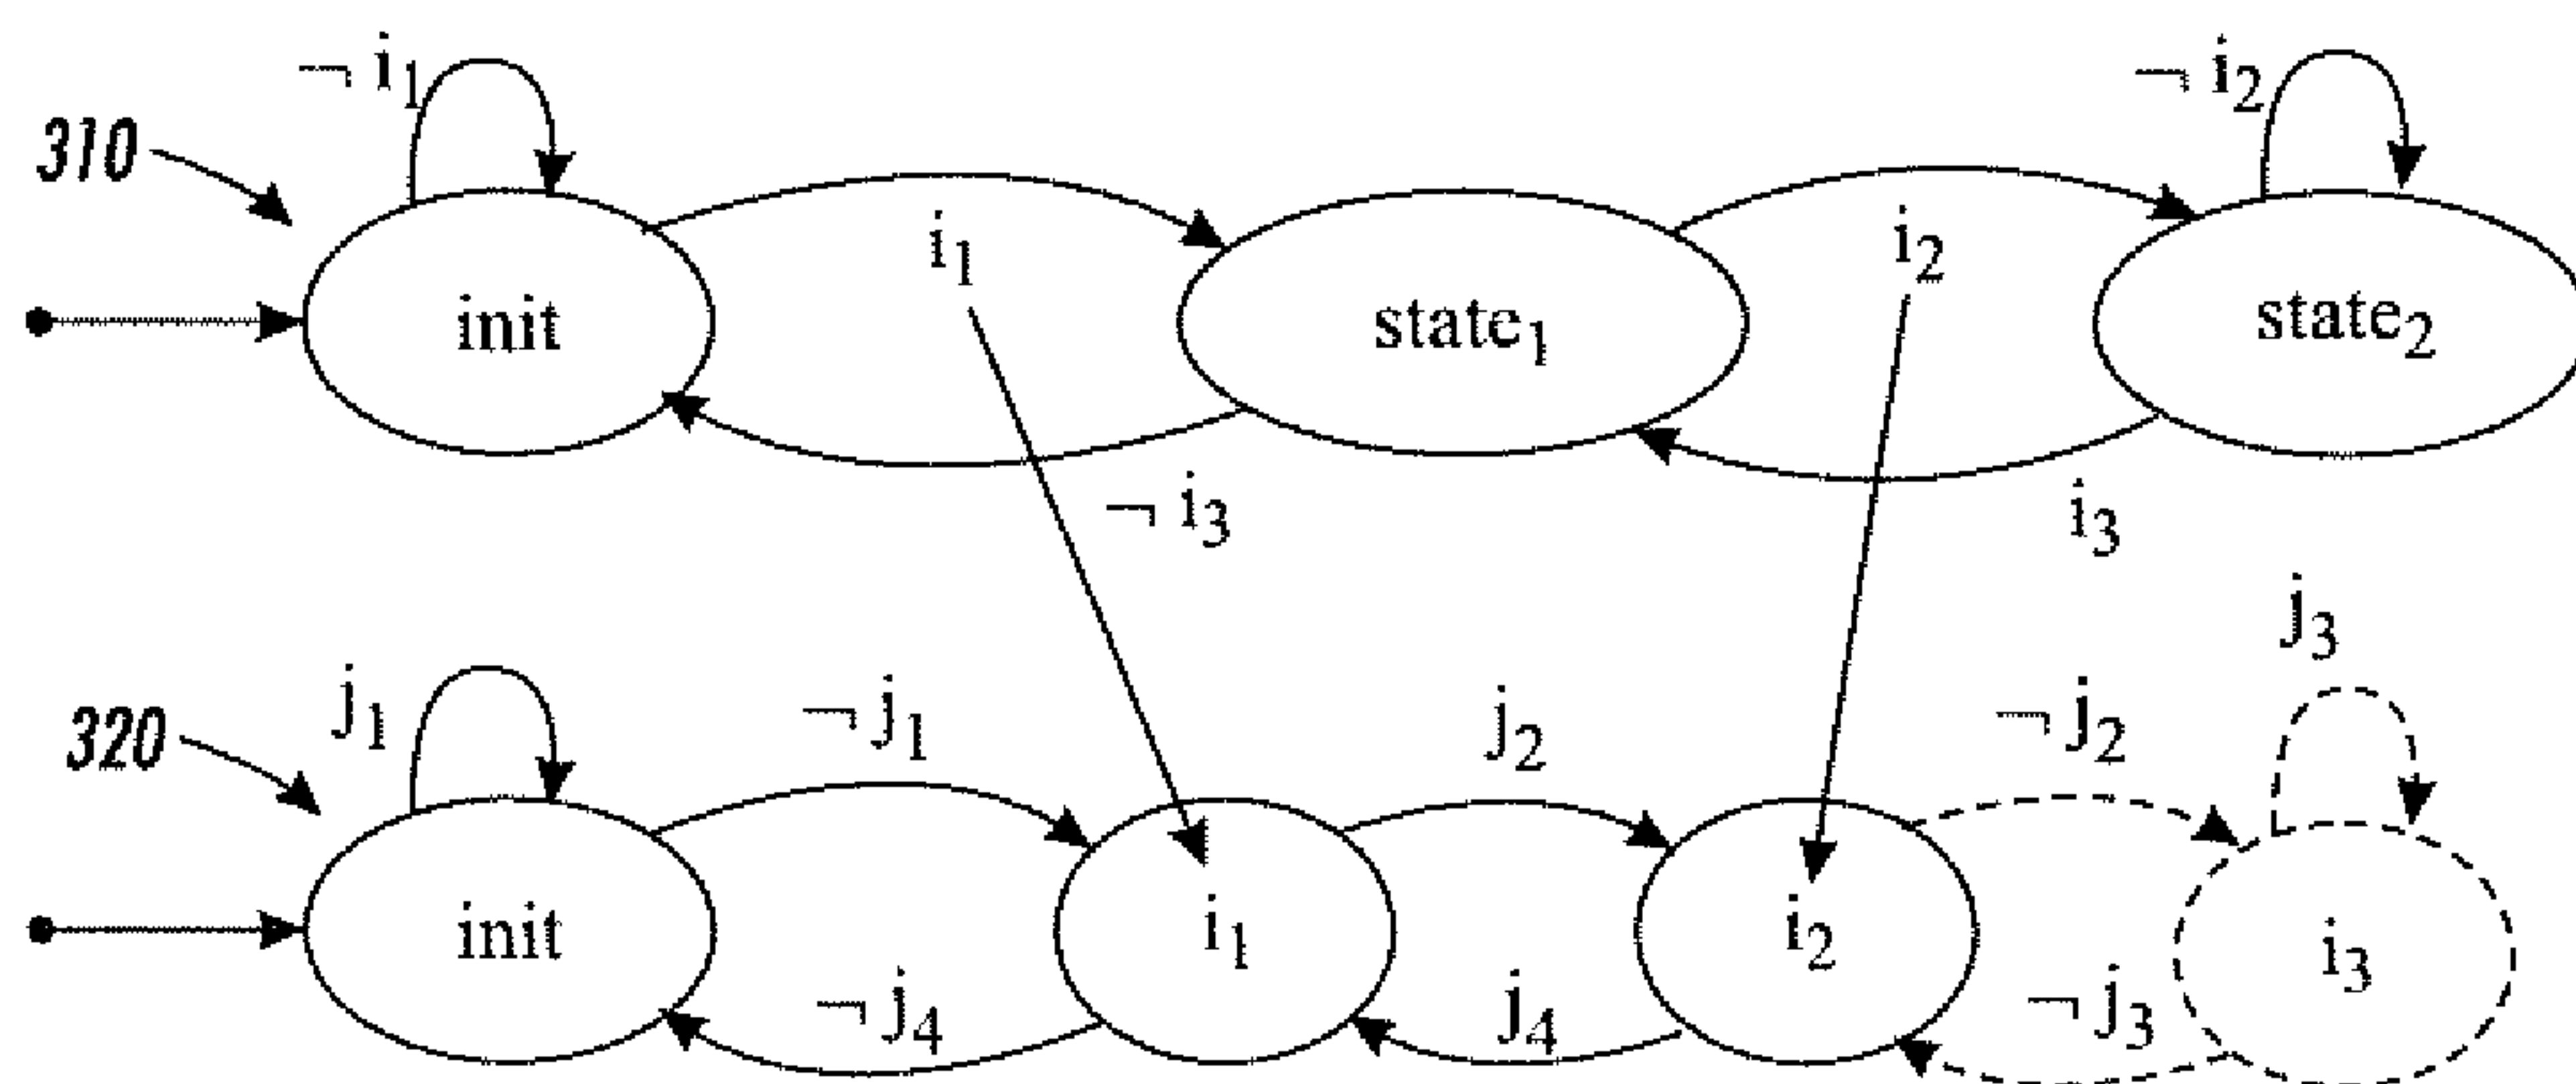 ¬ i₁
¬ i₂
310
i₁
i₂
init
state₁
state₂
¬ i₃
i₃
j₃
j₁
¬ j₁
j₂
¬ j₂
320
init
i₁
i₂
i₃
¬ j₄
j₄
¬ j₃